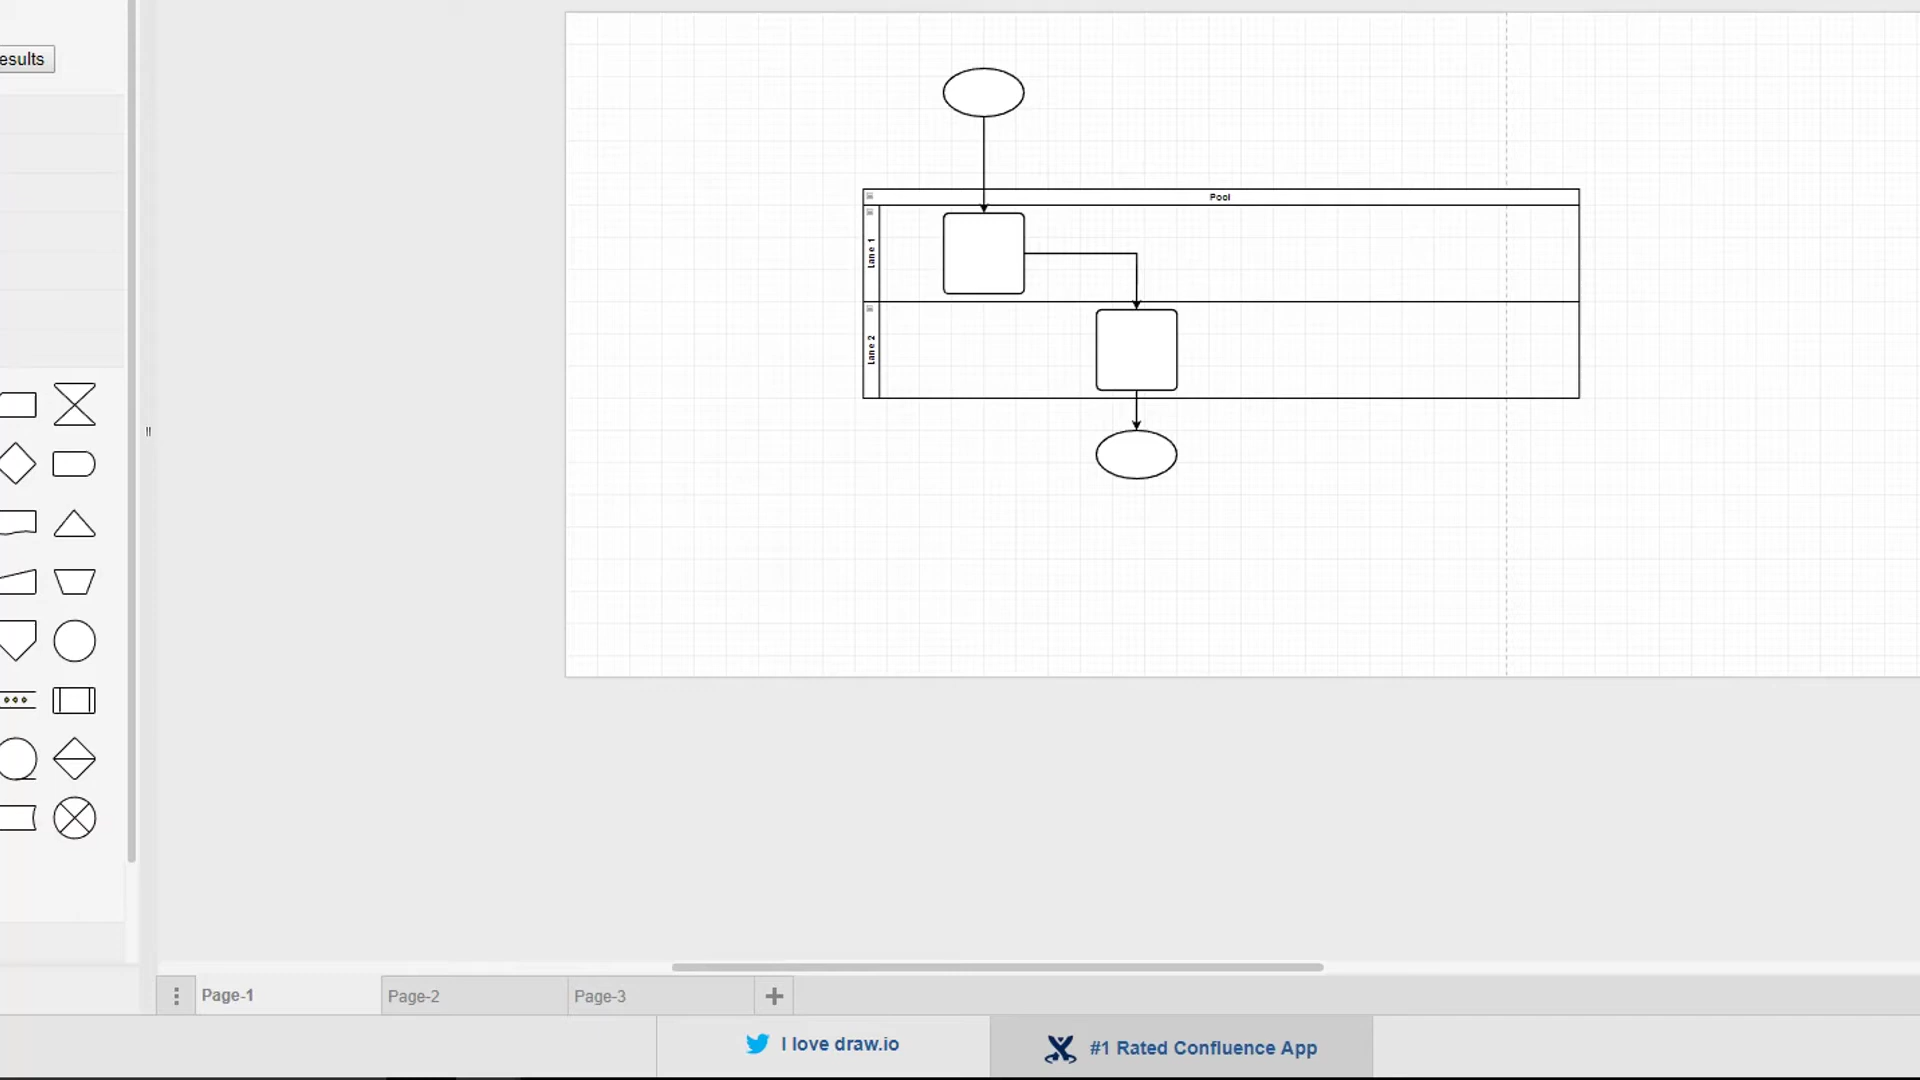 esults
Pool
Lane 1
Lane 2
Page-1
Page-2
Page-3
I love draw.io
#1 Rated Confluence App